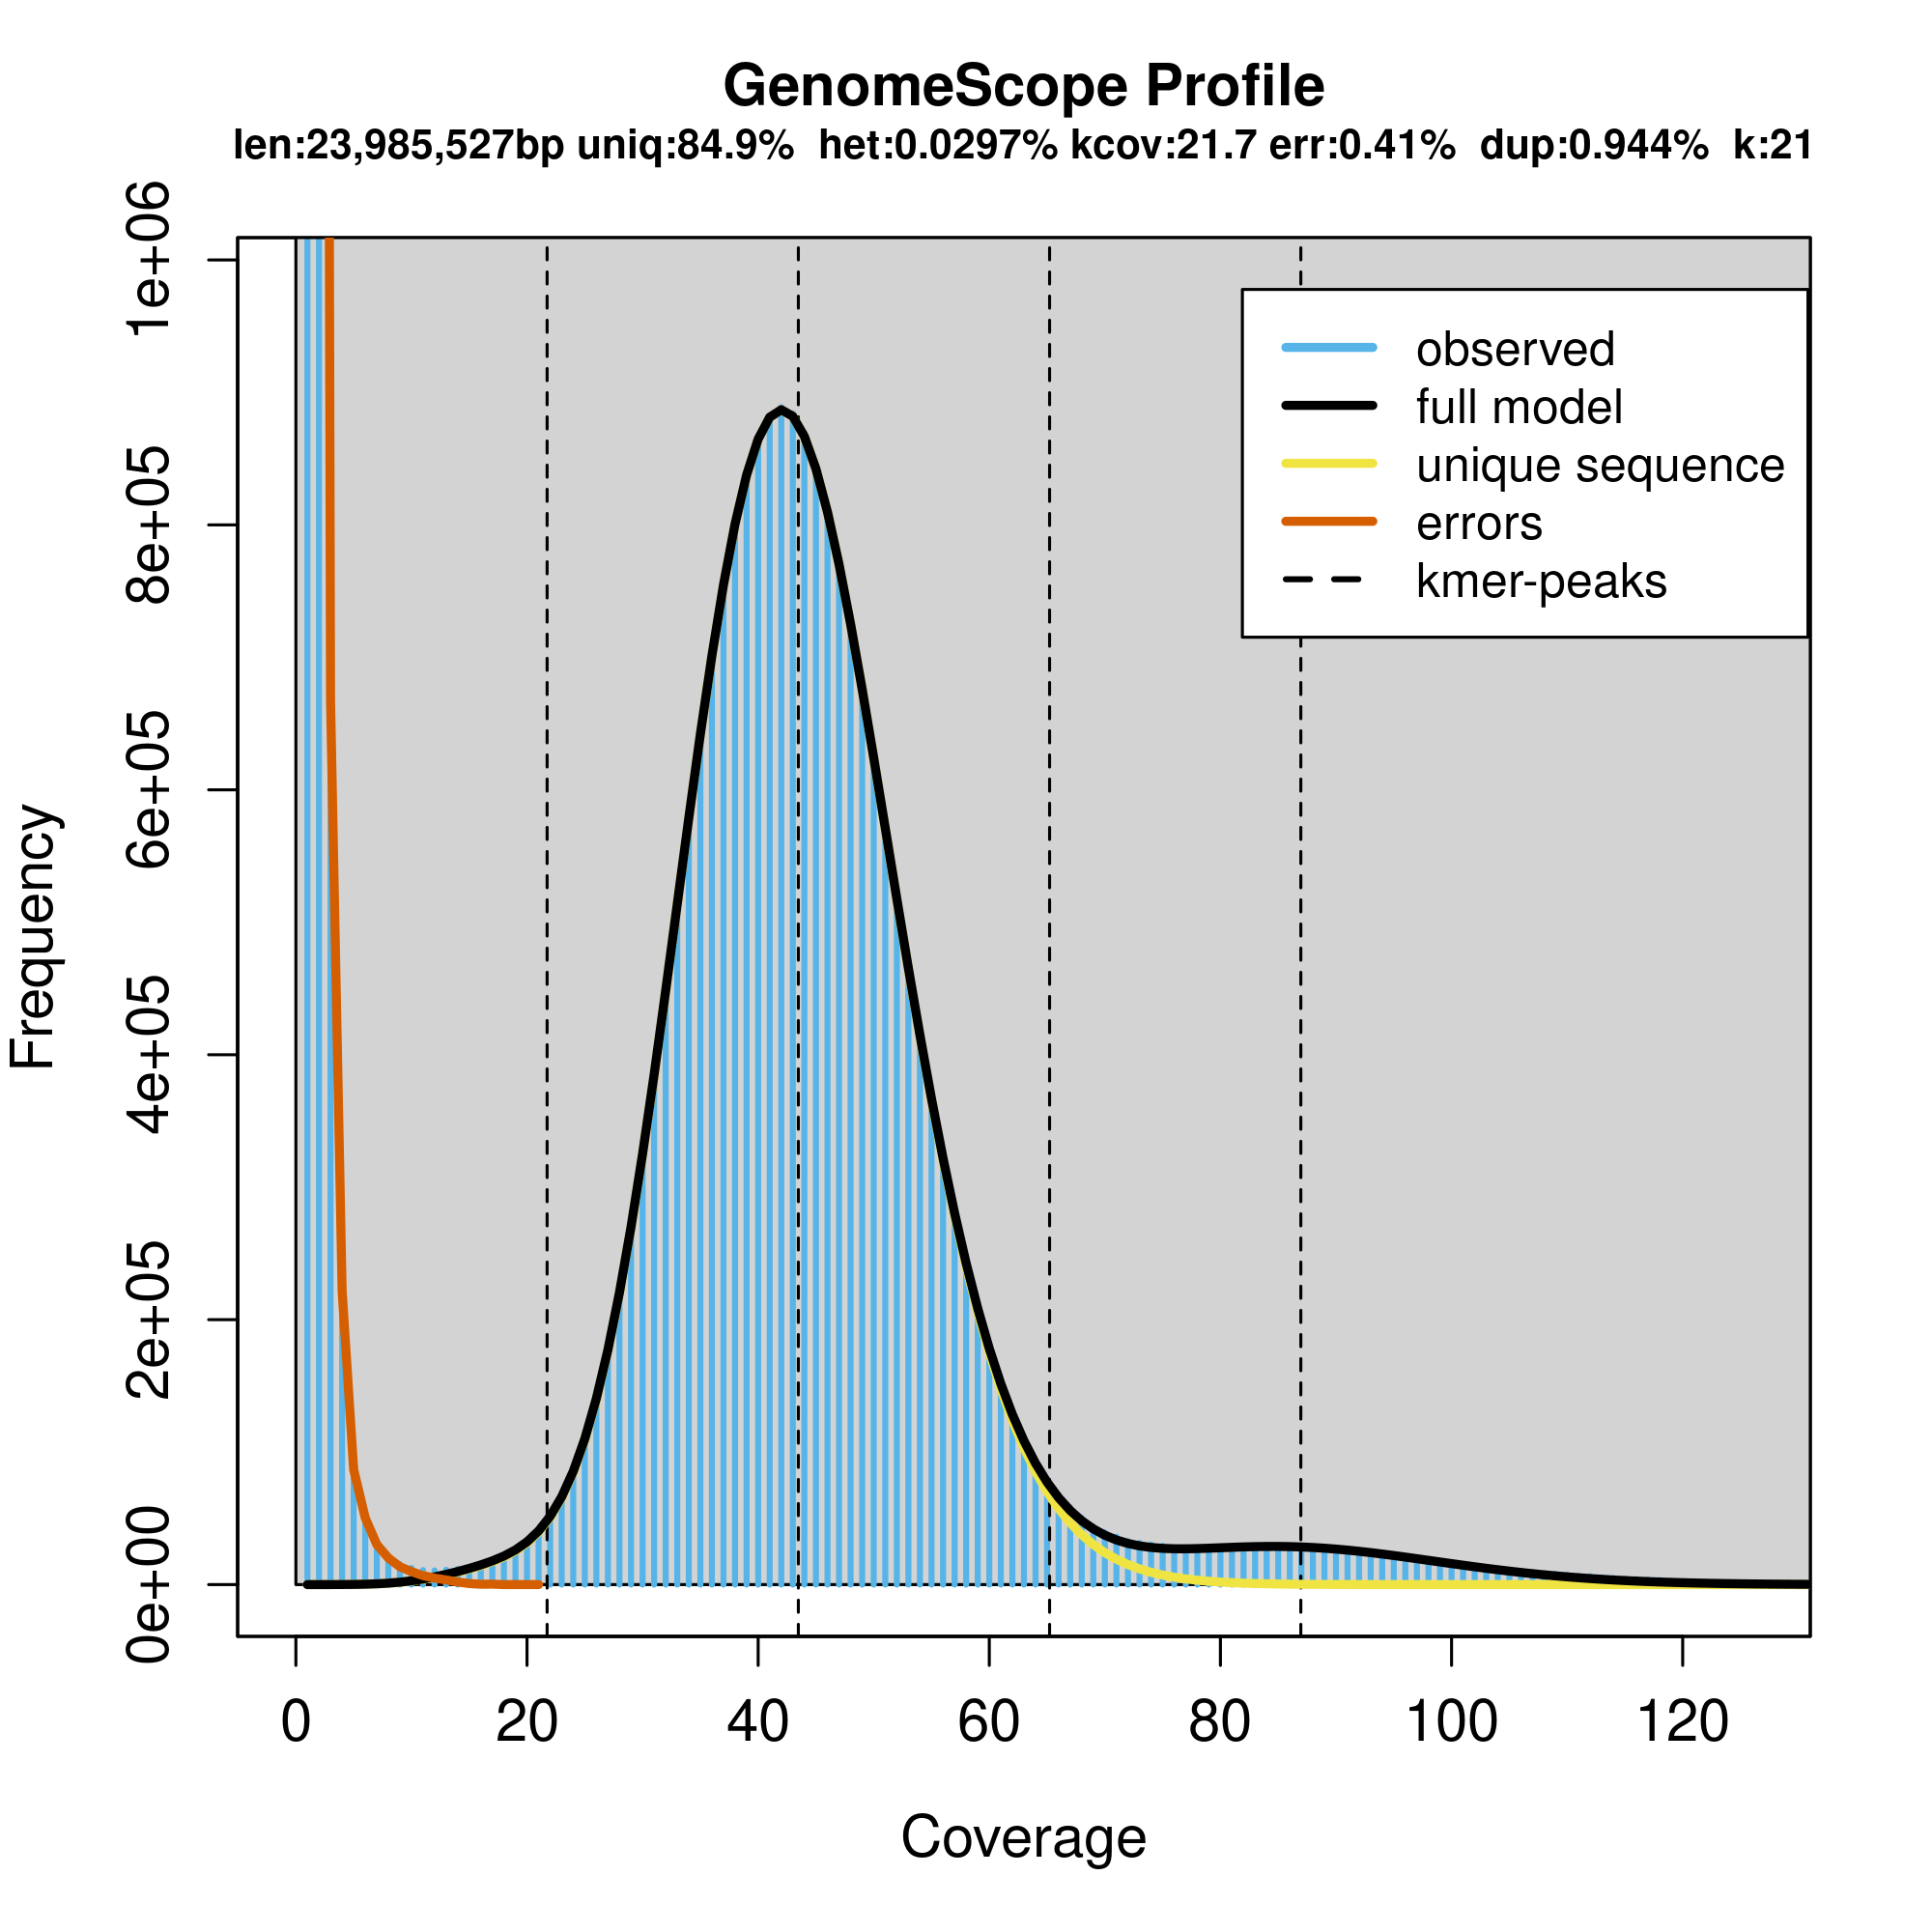 GenomeScope Profile
len:23,985,527bp uniq:84.9% het:0.0297% kcov:21.7 err:0.41% dup:0.944% k:21
1e+06
8e+05
6e+05
4e+05
2e+05
0e+00
Frequency
observed
full model
unique sequence
errors
kmer-peaks
0 20 40 60 80 100 120
Coverage